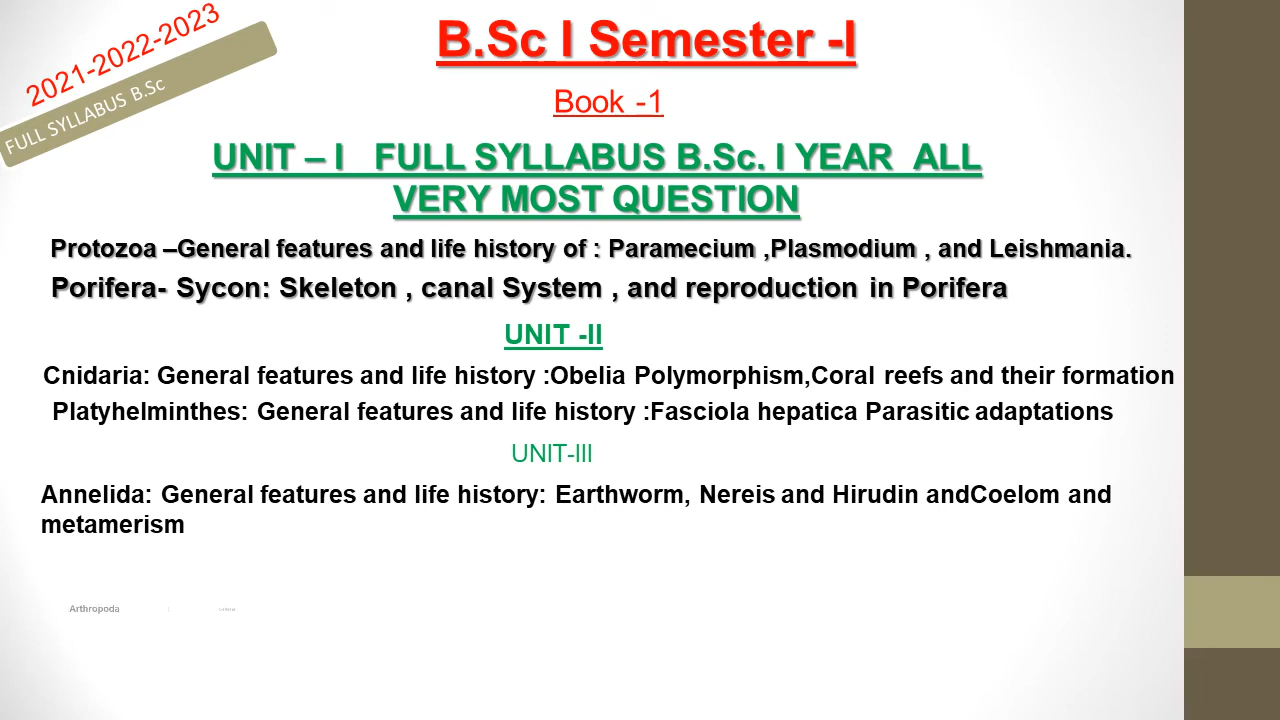 2021-2022-2023
FULL SYLLABUS B.Sc
B.Sc I Semester -I
Book -1
UNIT – I FULL SYLLABUS B.Sc. I YEAR ALL
VERY MOST QUESTION
Protozoa –General features and life history of : Paramecium ,Plasmodium , and Leishmania.
Porifera- Sycon: Skeleton , canal System , and reproduction in Porifera
UNIT -II
Cnidaria: General features and life history :Obelia Polymorphism,Coral reefs and their formation
Platyhelminthes: General features and life history :Fasciola hepatica Parasitic adaptations
UNIT-III
Annelida: General features and life history: Earthworm, Nereis and Hirudin andCoelom and
metamerism
Arthropoda :